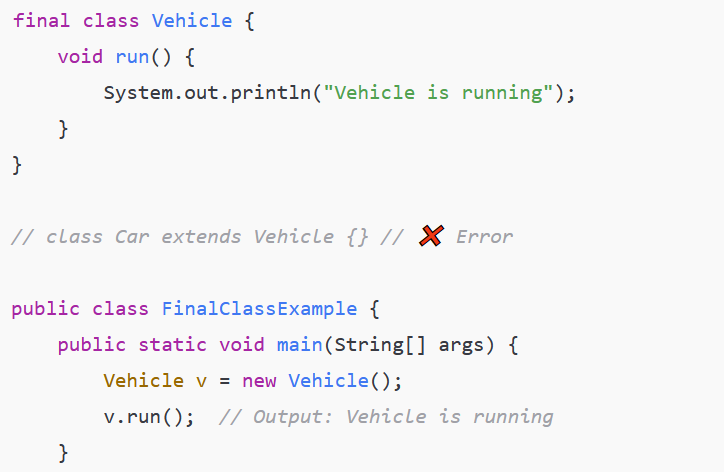 final class Vehicle {
    void run() {
        System.out.println("Vehicle is running");
    }
}

// class Car extends Vehicle {} // ❌ Error

public class FinalClassExample {
    public static void main(String[] args) {
        Vehicle v = new Vehicle();
        v.run();  // Output: Vehicle is running
    }